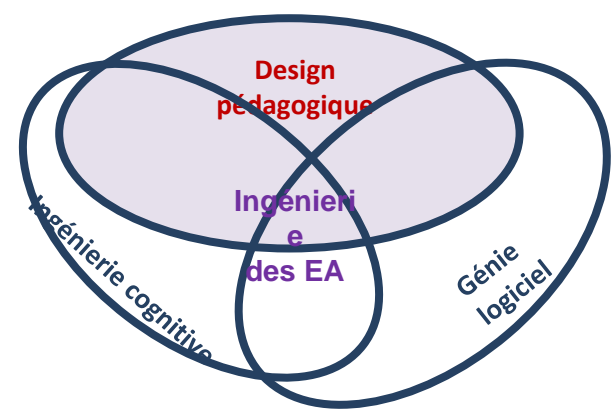 Design
pédagogique
Ingénieri
e
des EA
Ingénierie cognitive
Génie
logiciel